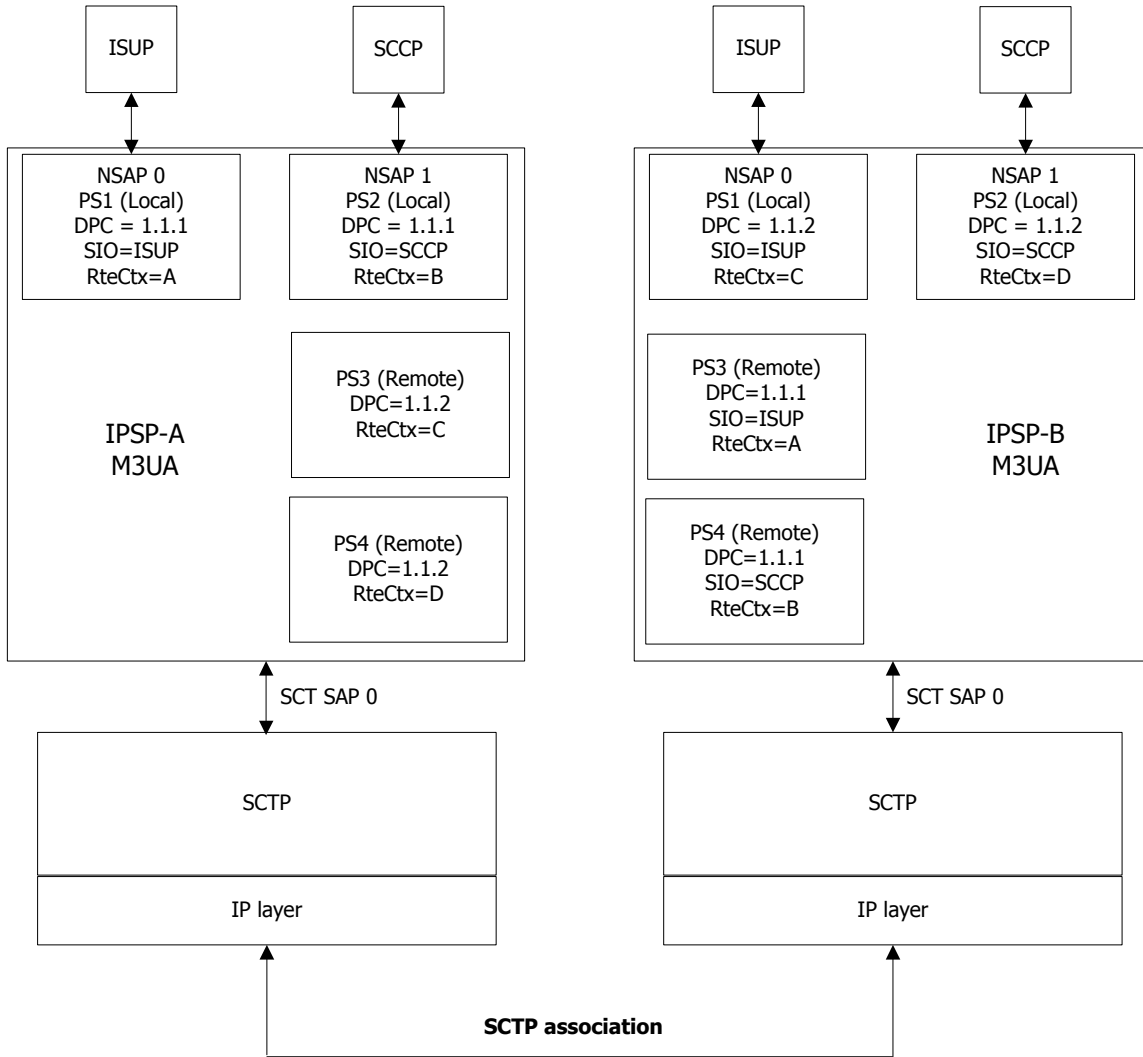 ISUP
SCCP
ISUP
SCCP
NSAP 0
PS1 (Local)
DPC = 1.1.1
SIO=ISUP
RteCtx=A
NSAP 1
PS2 (Local)
DPC = 1.1.1
SIO=SCCP
RteCtx=B
NSAP 0
PS1 (Local)
DPC = 1.1.2
SIO=ISUP
RteCtx=C
NSAP 1
PS2 (Local)
DPC = 1.1.2
SIO=SCCP
RteCtx=D
IPSP-A
M3UA
PS3 (Remote)
DPC=1.1.2
RteCtx=C
PS4 (Remote)
DPC=1.1.2
RteCtx=D
PS3 (Remote)
DPC=1.1.1
SIO=ISUP
RteCtx=A
PS4 (Remote)
DPC=1.1.1
SIO=SCCP
RteCtx=B
IPSP-B
M3UA
SCT SAP 0
SCT SAP 0
SCTP
SCTP
IP layer
IP layer
SCTP association